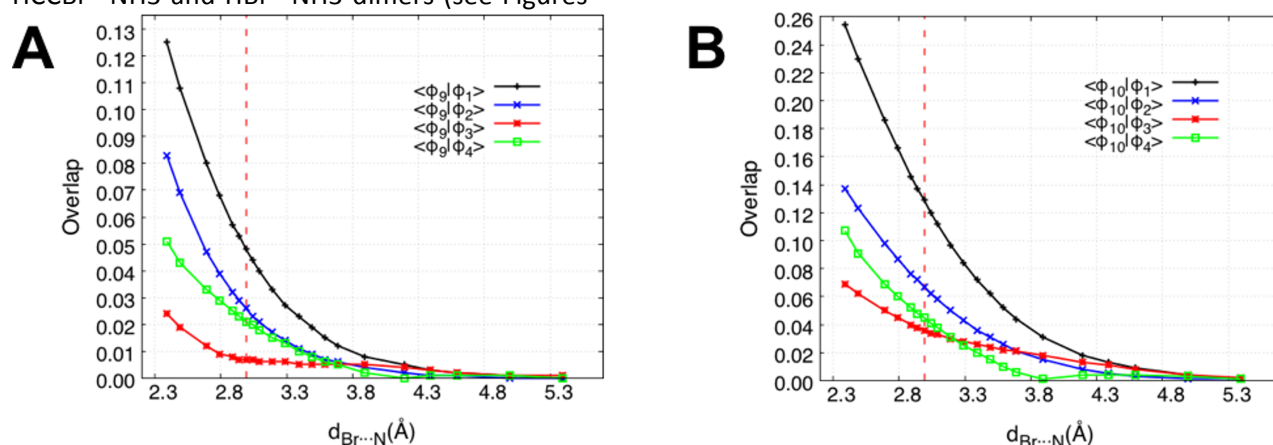 HCCBr···NH3 and HBr···NH3 dimers (see Figures
A
0.13
0.12
0.11
0.10
0.09
0.08
0.07
0.06
0.05
0.04
0.03
0.02
0.01
0.00
Overlap
<ϕ9|ϕ1>
<ϕ9|ϕ2>
<ϕ9|ϕ3>
<ϕ9|ϕ4>
2.3 2.8 3.3 3.8 4.3 4.8 5.3
dBr···N(Å)
B
0.26
0.24
0.22
0.20
0.18
0.16
0.14
0.12
0.10
0.08
0.06
0.04
0.02
0.00
Overlap
<ϕ10|ϕ1>
<ϕ10|ϕ2>
<ϕ10|ϕ3>
<ϕ10|ϕ4>
2.3 2.8 3.3 3.8 4.3 4.8 5.3
dBr···N(Å)